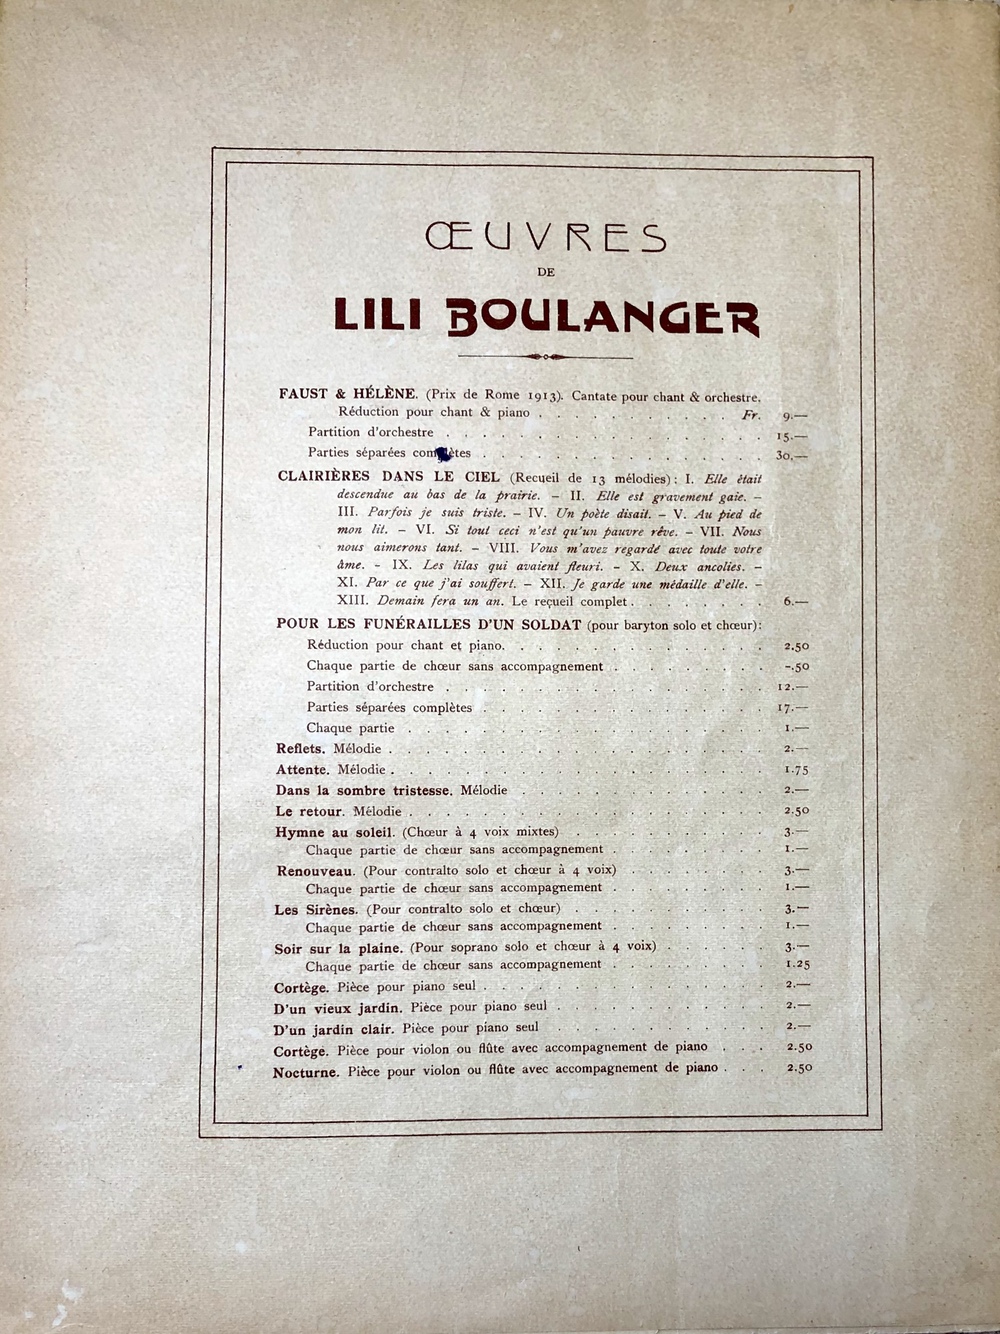 ŒUVRES
DE
LILI BOULANGER
FAUST & HÉLÈNE. (Prix de Rome 1913). Cantate pour chant & orchestre.
Réduction pour chant & piano . . . . . . . . . . . Fr. 9.—
Partition d'orchestre . . . . . . . . . . . . . . . . . 15.—
Parties séparées complètes . . . . . . . . . . . . . . . 30.—
CLAIRIÈRES DANS LE CIEL (Recueil de 13 mélodies) : I. Elle était
descendue au bas de la prairie. – II. Elle est gravement gaie. –
III. Parfois je suis triste. – IV. Un poète disait. – V. Au pied de
mon lit. – VI. Si tout ceci n'est qu'un pauvre rêve. – VII. Nous
nous aimerons tant. – VIII. Vous m'avez regardé avec toute votre
âme. – IX. Les lilas qui avaient fleuri. – X. Deux ancolies. –
XI. Par ce que j'ai souffert. – XII. Je garde une médaille d'elle. –
XIII. Demain fera un an. Le reçueil complet . . . . . . . 6.—
POUR LES FUNÉRAILLES D'UN SOLDAT (pour baryton solo et chœur):
Réduction pour chant et piano. . . . . . . . . . . . . . 2.50
Chaque partie de chœur sans accompagnement . . . . . . . . -.50
Partition d'orchestre . . . . . . . . . . . . . . . . . 12.—
Parties séparées complètes . . . . . . . . . . . . . . . 17.—
Chaque partie . . . . . . . . . . . . . . . . . . . 1.—
Reflets. Mélodie . . . . . . . . . . . . . . . . . . . . 2.—
Attente. Mélodie . . . . . . . . . . . . . . . . . . . . 1.75
Dans la sombre tristesse. Mélodie . . . . . . . . . . . . . 2.—
Le retour. Mélodie . . . . . . . . . . . . . . . . . . . 2.50
Hymne au soleil. (Chœur à 4 voix mixtes) . . . . . . . . . . 3.—
Chaque partie de chœur sans accompagnement . . . . . . . . 1.—
Renouveau. (Pour contralto solo et chœur à 4 voix) . . . . . . . 3.—
Chaque partie de chœur sans accompagnement . . . . . . . . 1.—
Les Sirènes. (Pour contralto solo et chœur) . . . . . . . . . . 3.—
Chaque partie de chœur sans accompagnement . . . . . . . . 1.—
Soir sur la plaine. (Pour soprano solo et chœur à 4 voix) . . . . . . 3.—
Chaque partie de chœur sans accompagnement . . . . . . . . 1.25
Cortège. Pièce pour piano seul . . . . . . . . . . . . . . . 2.—
D'un vieux jardin. Pièce pour piano seul . . . . . . . . . . . 2.—
D'un jardin clair. Pièce pour piano seul . . . . . . . . . . . 2.—
Cortège. Pièce pour violon ou flûte avec accompagnement de piano . . . 2.50
Nocturne. Pièce pour violon ou flûte avec accompagnement de piano . . . 2.50